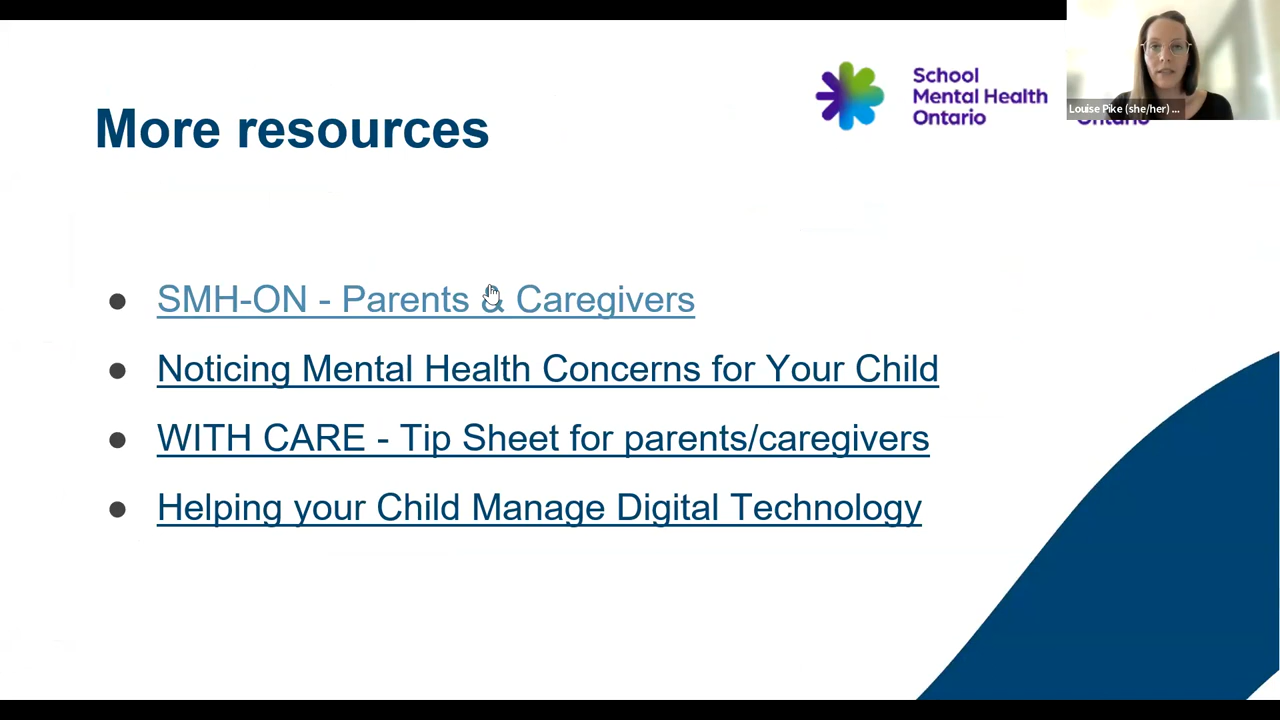 More resources
School
Mental Health
Ontario
Louise Pike (she/her) ...
Ontario
● SMH-ON - Parents & Caregivers
● Noticing Mental Health Concerns for Your Child
● WITH CARE - Tip Sheet for parents/caregivers
● Helping your Child Manage Digital Technology